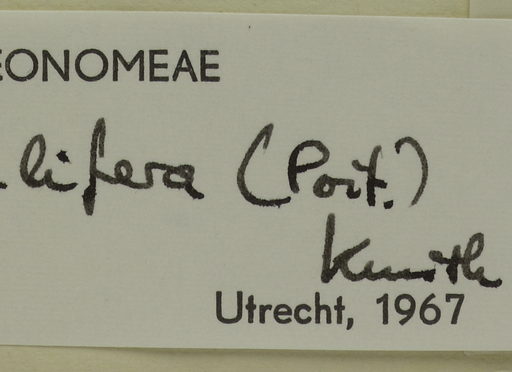 EONOMEAE
lifera (Poit.)
Kunth
Utrecht, 1967